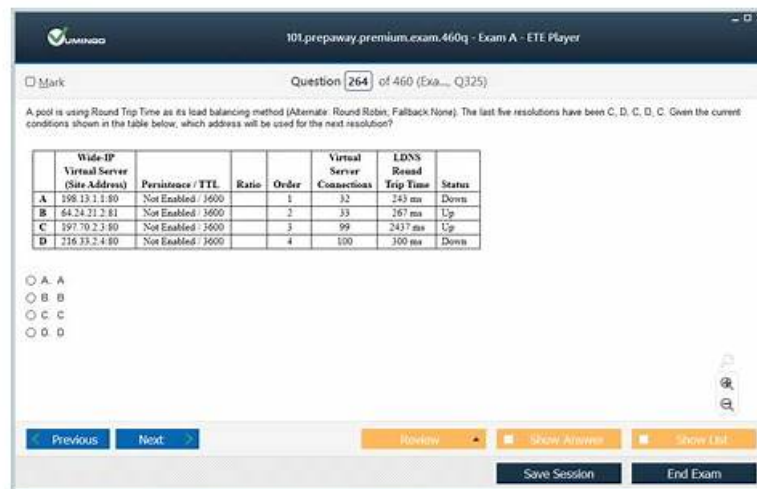 VUMINGO
101.prepaway.premium.exam.460q - Exam A - ETE Player
Mark
Question 264 of 460 (Exa..., Q325)
A pool is using Round Trip Time as its load balancing method (Alternate: Round Robin; Fallback:None). The last five resolutions have been C, D, C, D, C. Given the current
conditions shown in the table below, which address will be used for the next resolution?
Wide-IP Virtual Server (Site Address) Persistence / TTL Ratio Order Virtual Server Connections LDNS Round Trip Time Status
A 198.13.1.1:80 Not Enabled / 3600 1 32 243 ms Down
B 64.24.21.2:81 Not Enabled / 3600 2 33 267 ms Up
C 197.70.2.3:80 Not Enabled / 3600 3 99 2437 ms Up
D 216.33.2.4:80 Not Enabled / 3600 4 100 300 ms Down
A. A
B. B
C. C
D. D
Previous
Next
Review
Show Answer
Show List
Save Session
End Exam